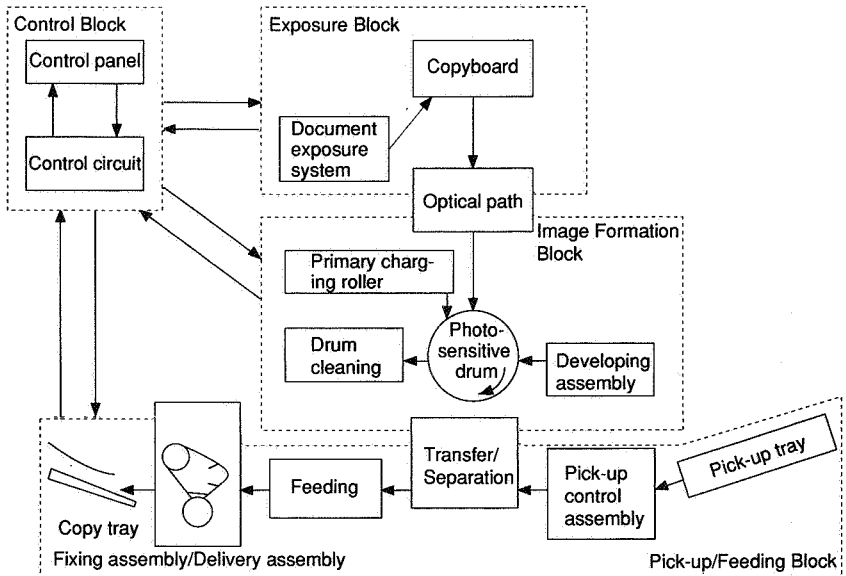 Control Block
Control panel
Control circuit
Exposure Block
Copyboard
Document
exposure
system
Optical path
Image Formation
Block
Primary charg-
ing roller
Photo-
sensitive
drum
Drum
cleaning
Developing
assembly
Transfer/
Separation
Pick-up
control
assembly
Pick-up tray
Feeding
Copy tray
Fixing assembly/Delivery assembly
Pick-up/Feeding Block